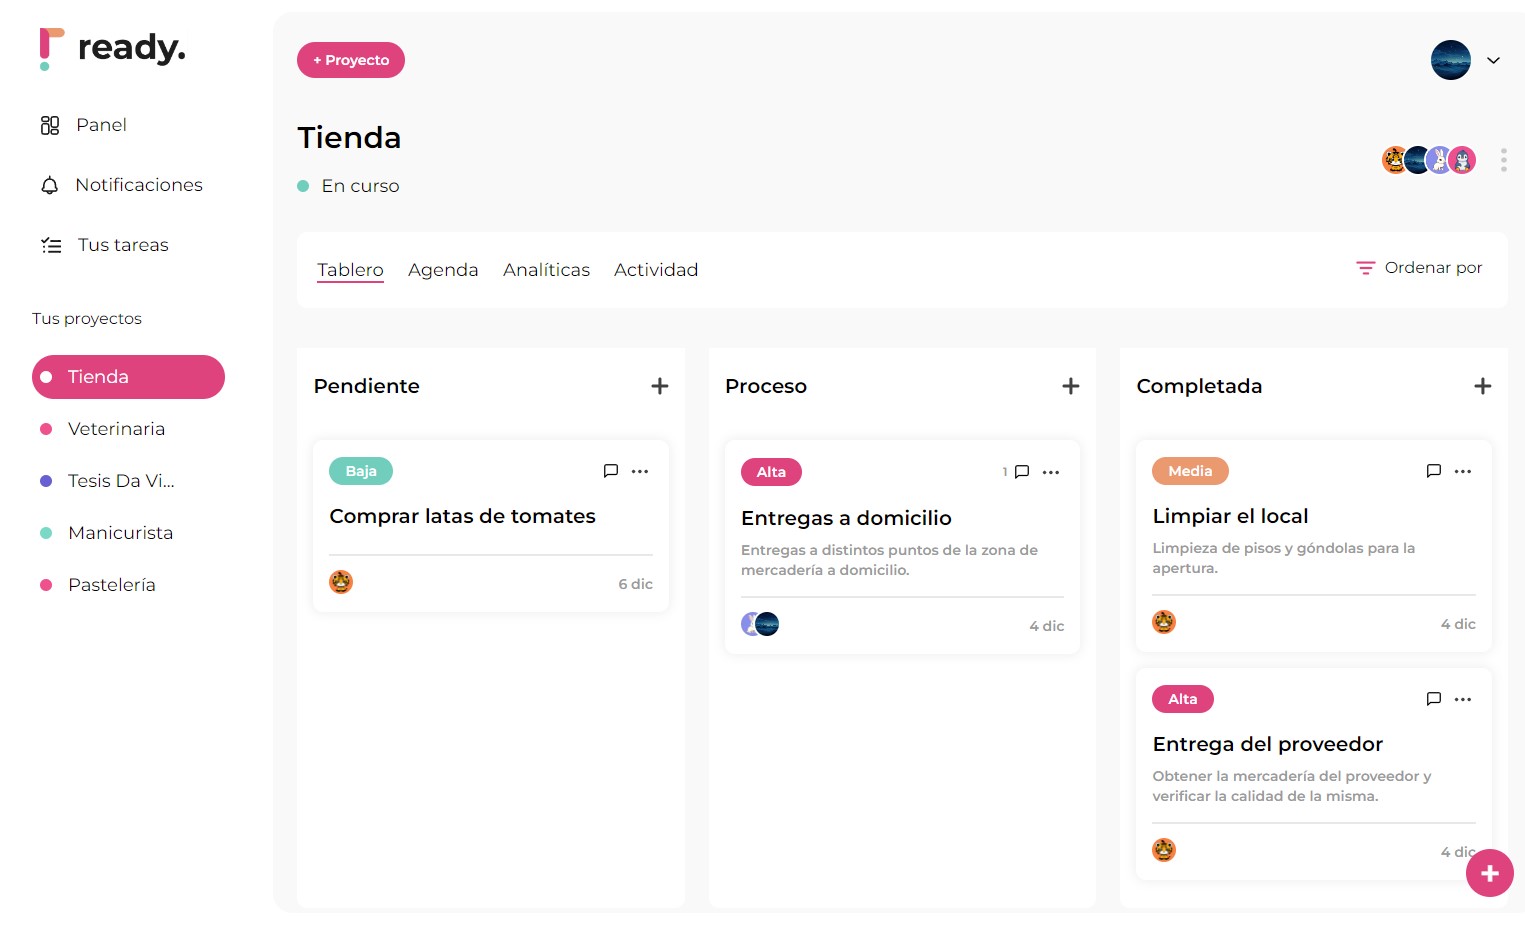 ready.
Panel
Notificaciones
Tus tareas
Tus proyectos
Tienda
Veterinaria
Tesis Da Vi...
Manicurista
Pastelería
+ Proyecto
Tienda
En curso
Tablero Agenda Analíticas Actividad
Ordenar por
Pendiente
Baja
Comprar latas de tomates
6 dic
Proceso
Alta
1
Entregas a domicilio
Entregas a distintos puntos de la zona de
mercadería a domicilio.
4 dic
Completada
Media
Limpiar el local
Limpieza de pisos y góndolas para la
apertura.
4 dic
Alta
Entrega del proveedor
Obtener la mercadería del proveedor y
verificar la calidad de la misma.
4 dic